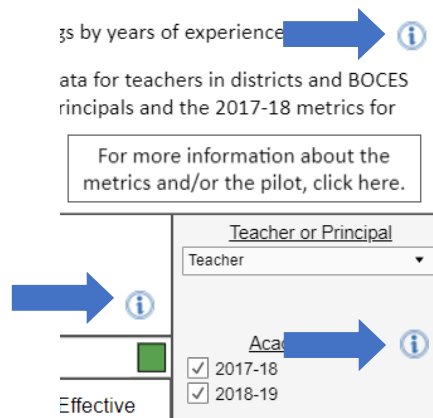 gs by years of experience
ata for teachers in districts and BOCES
rincipals and the 2017-18 metrics for
For more information about the
metrics and/or the pilot, click here.
Teacher or Principal
Teacher
Aca
2017-18
2018-19
Effective